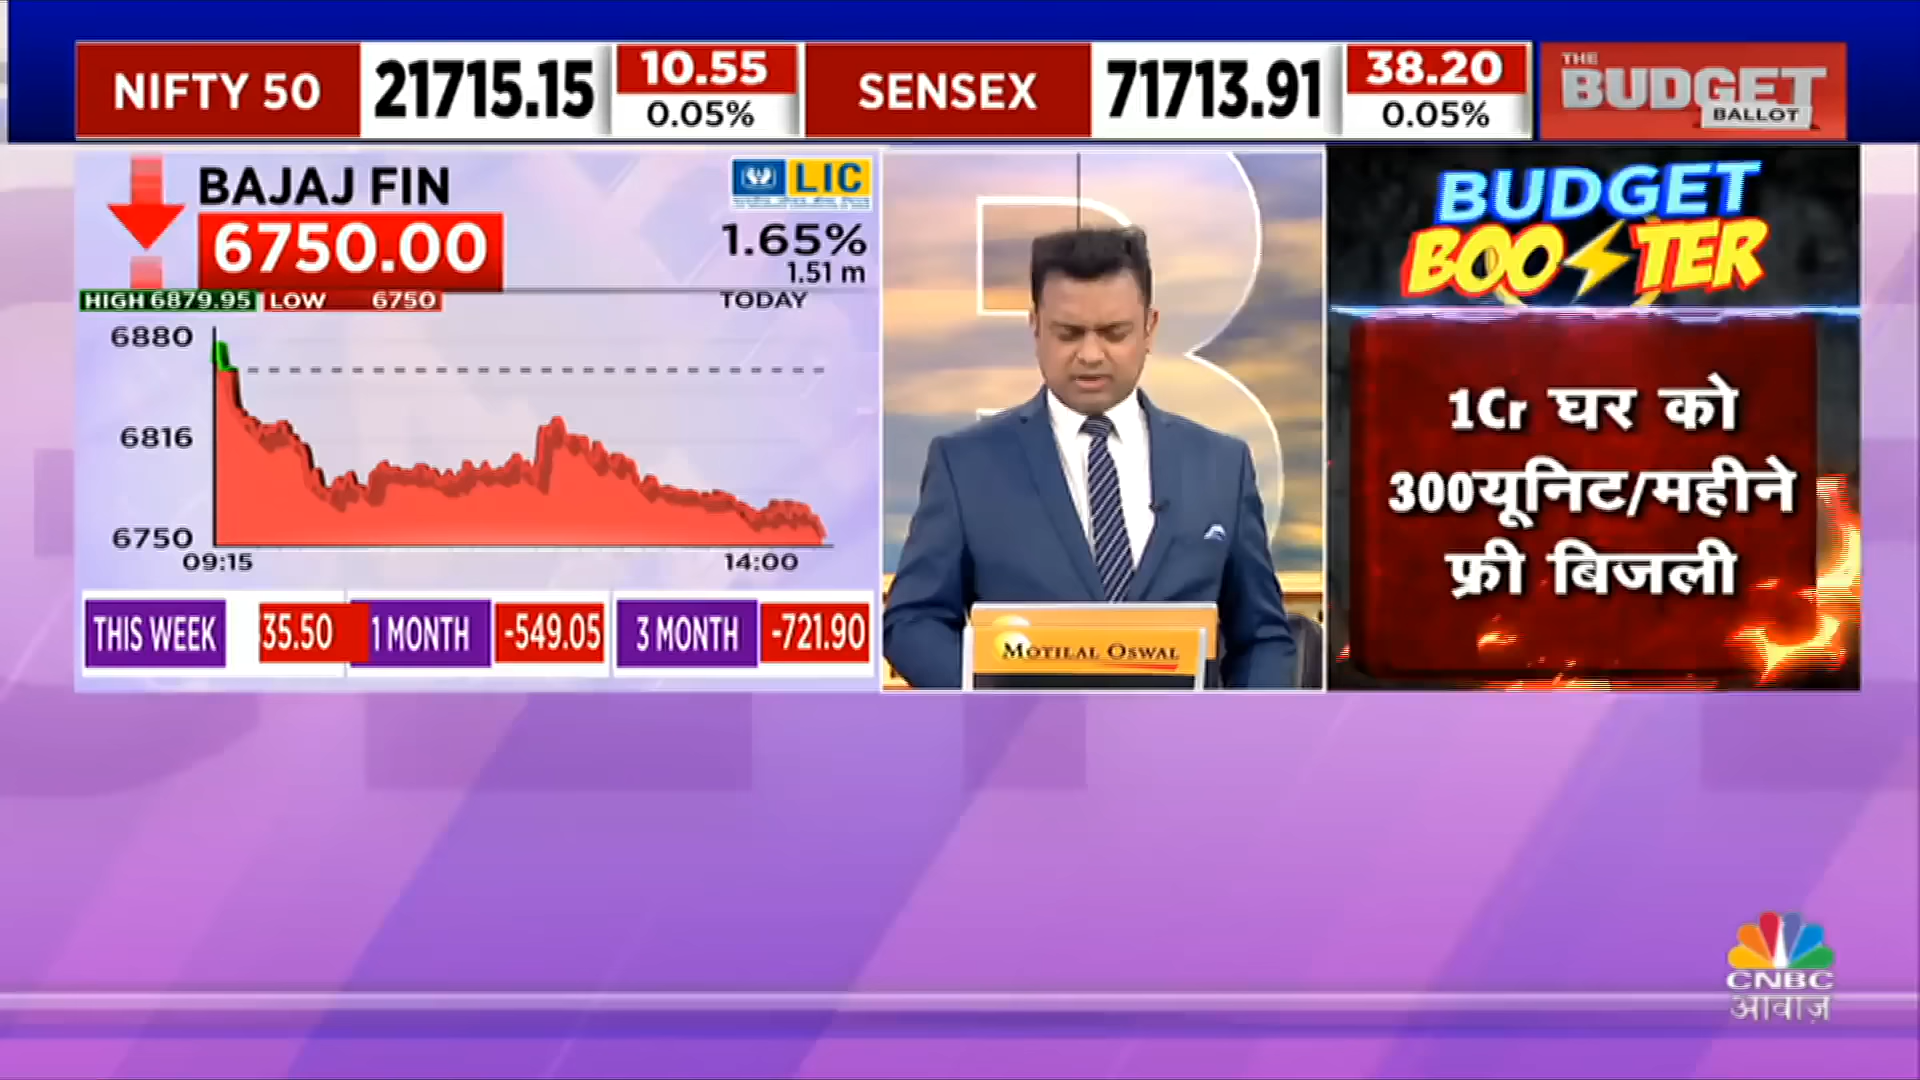 NIFTY 50 21715.15 10.55 0.05%
SENSEX 71713.91 38.20 0.05%
THE
BUDGET
BALLOT
BAJAJ FIN
6750.00
LIC
1.65%
1.51 m
HIGH 6879.95 LOW 6750
TODAY
6880
6816
6750
09:15 14:00
THIS WEEK 35.50 1 MONTH -549.05 3 MONTH -721.90
MOTILAL OSWAL
BUDGET
BOOSTER
1Cr घर को
300यूनिट/महीने
फ्री बिजली
CNBC
आवाज़